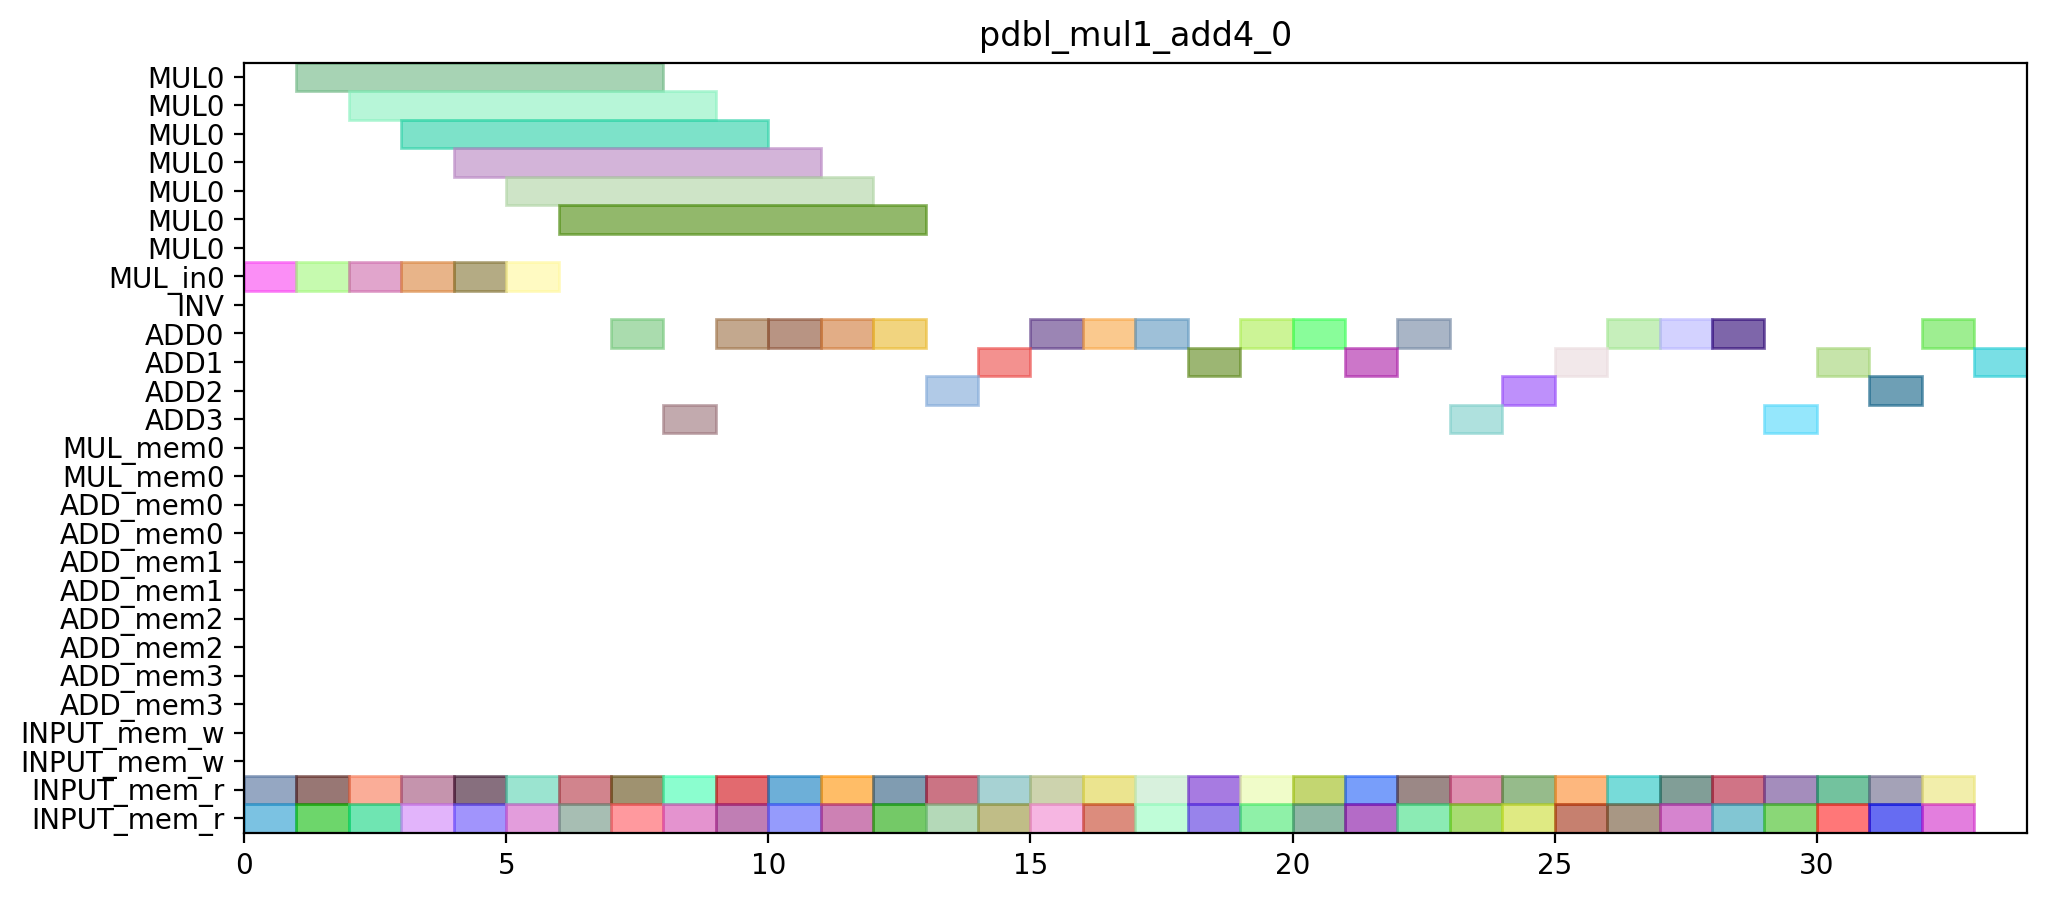 pdbl_mul1_add4_0
MUL0
MUL0
MUL0
MUL0
MUL0
MUL0
MUL0
MUL_in0
INV
ADD0
ADD1
ADD2
ADD3
MUL_mem0
MUL_mem0
ADD_mem0
ADD_mem0
ADD_mem1
ADD_mem1
ADD_mem2
ADD_mem2
ADD_mem3
ADD_mem3
INPUT_mem_w
INPUT_mem_w
INPUT_mem_r
INPUT_mem_r
0 5 10 15 20 25 30